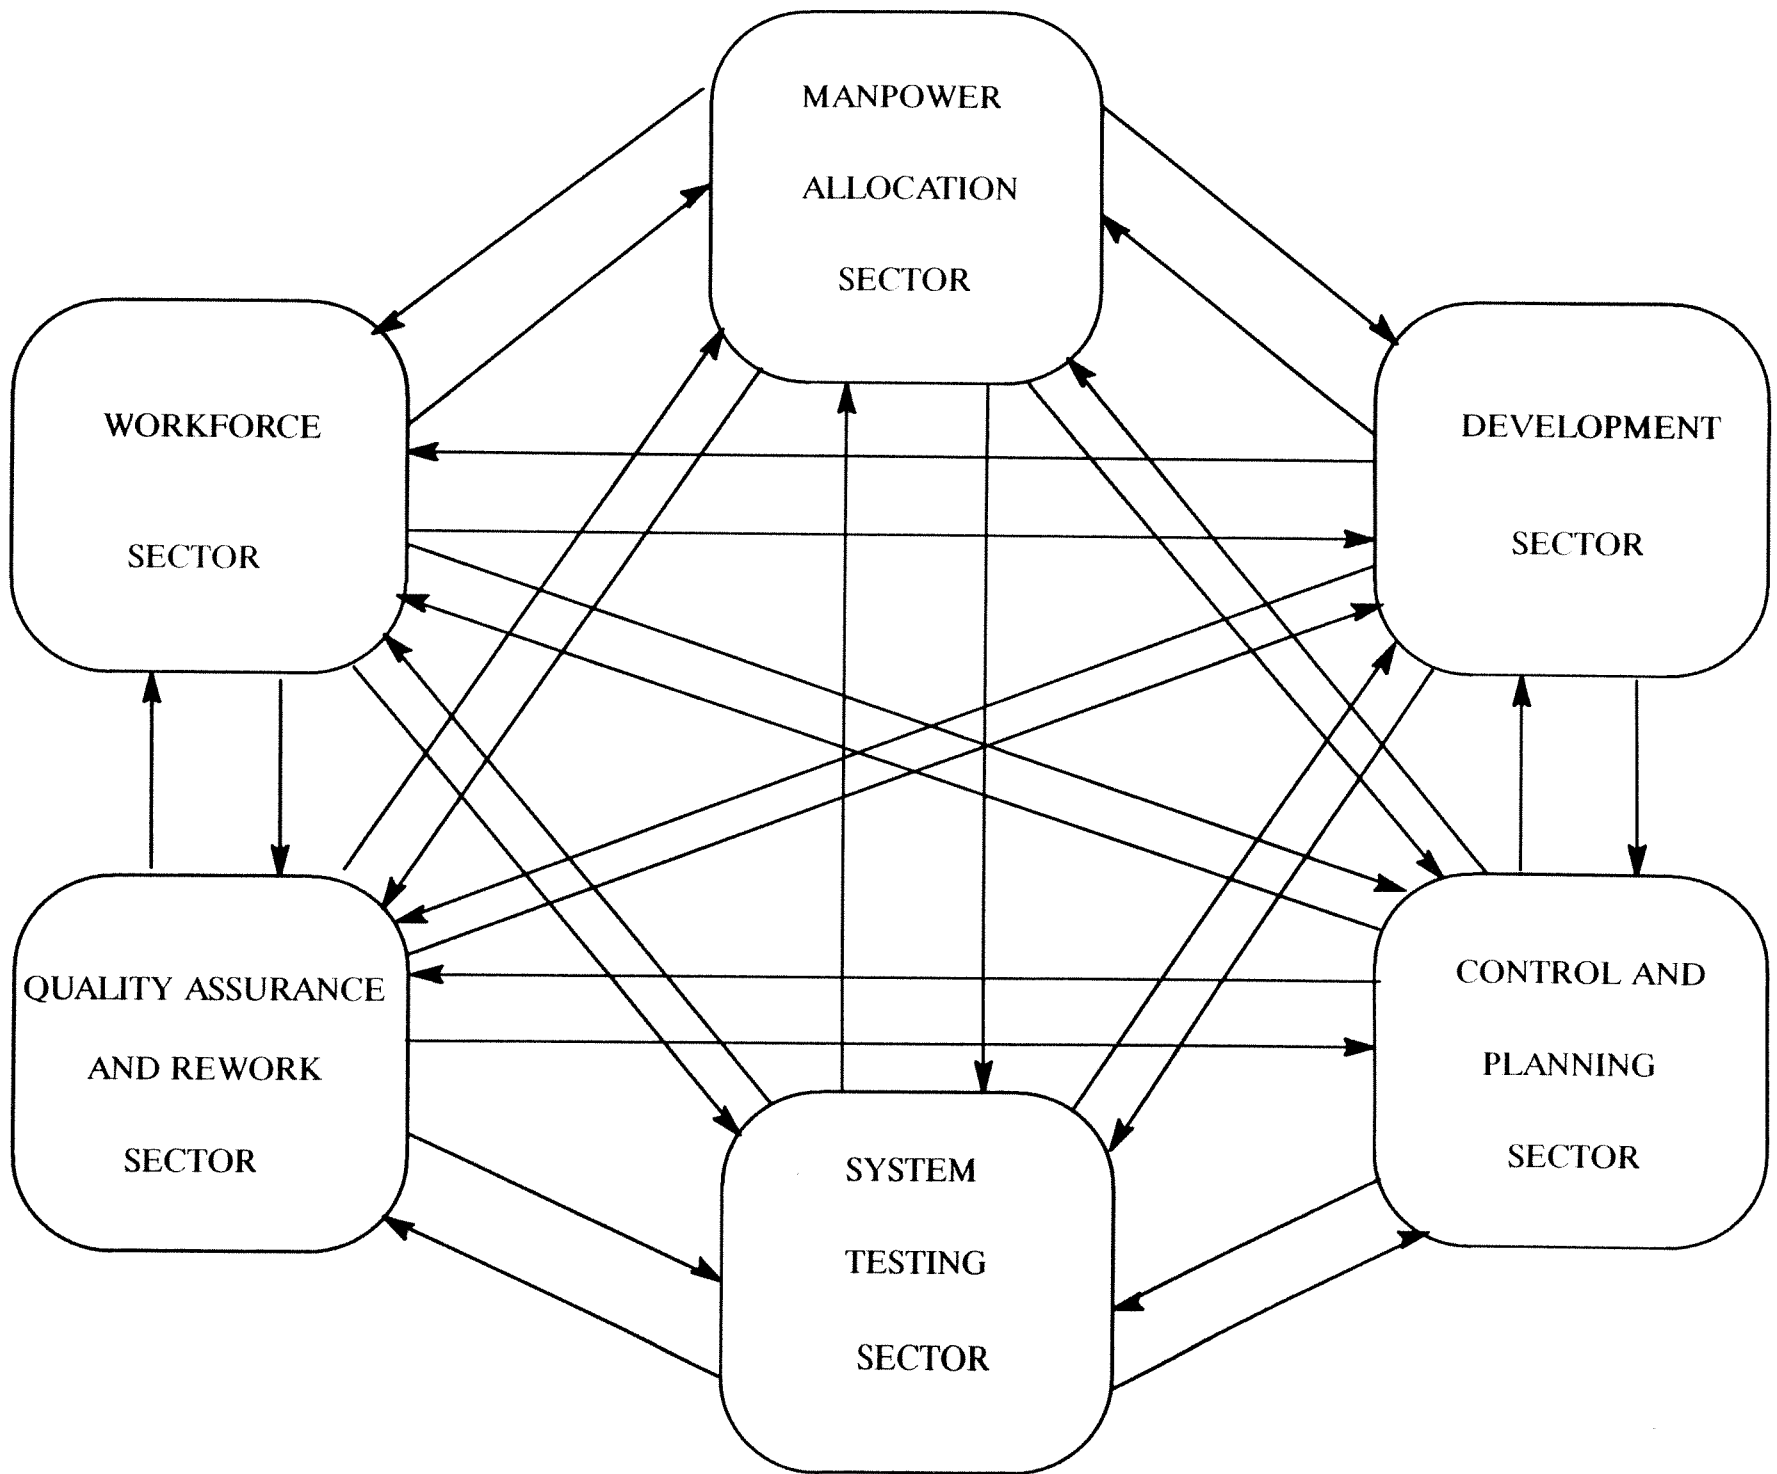 MANPOWER
ALLOCATION
SECTOR
WORKFORCE
SECTOR
DEVELOPMENT
SECTOR
QUALITY ASSURANCE
AND REWORK
SECTOR
SYSTEM
TESTING
SECTOR
CONTROL AND
PLANNING
SECTOR